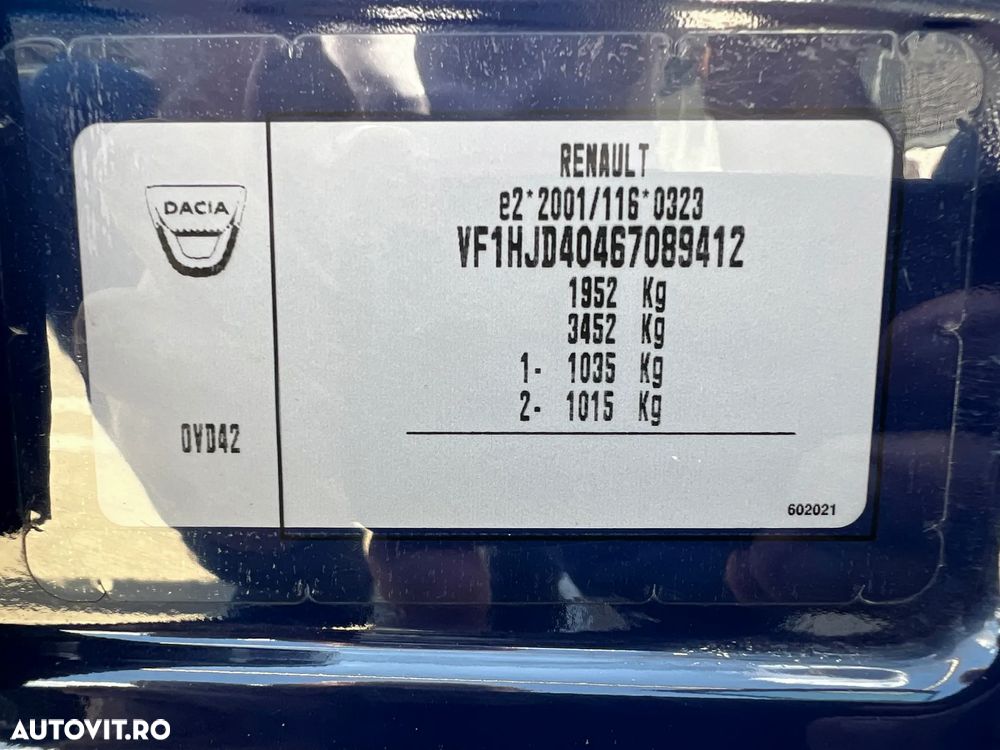 RENAULT
e2*2001/116*0323
VF1HJD40467089412
1952 Kg
3452 Kg
1- 1035 Kg
2- 1015 Kg
DACIA
0VD42
602021
AUTOVIT.RO